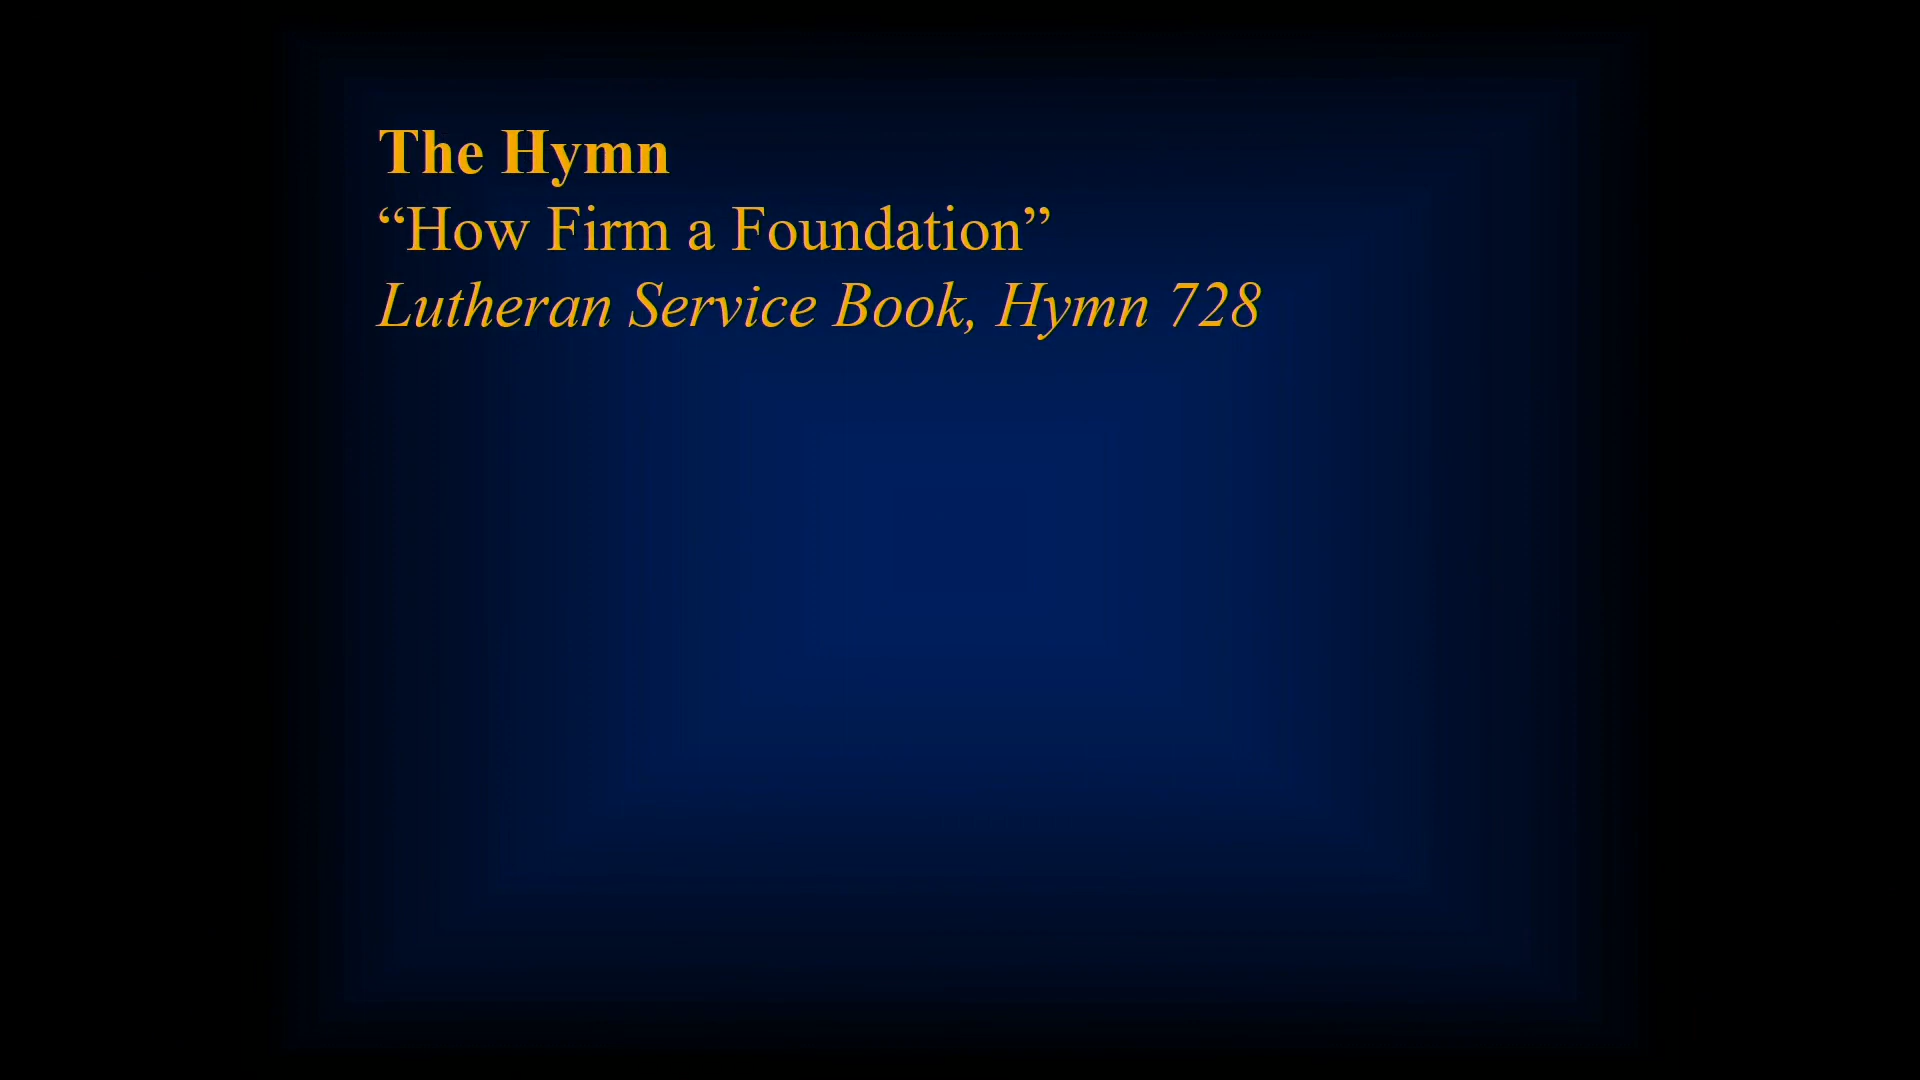 The Hymn
“How Firm a Foundation”
Lutheran Service Book, Hymn 728